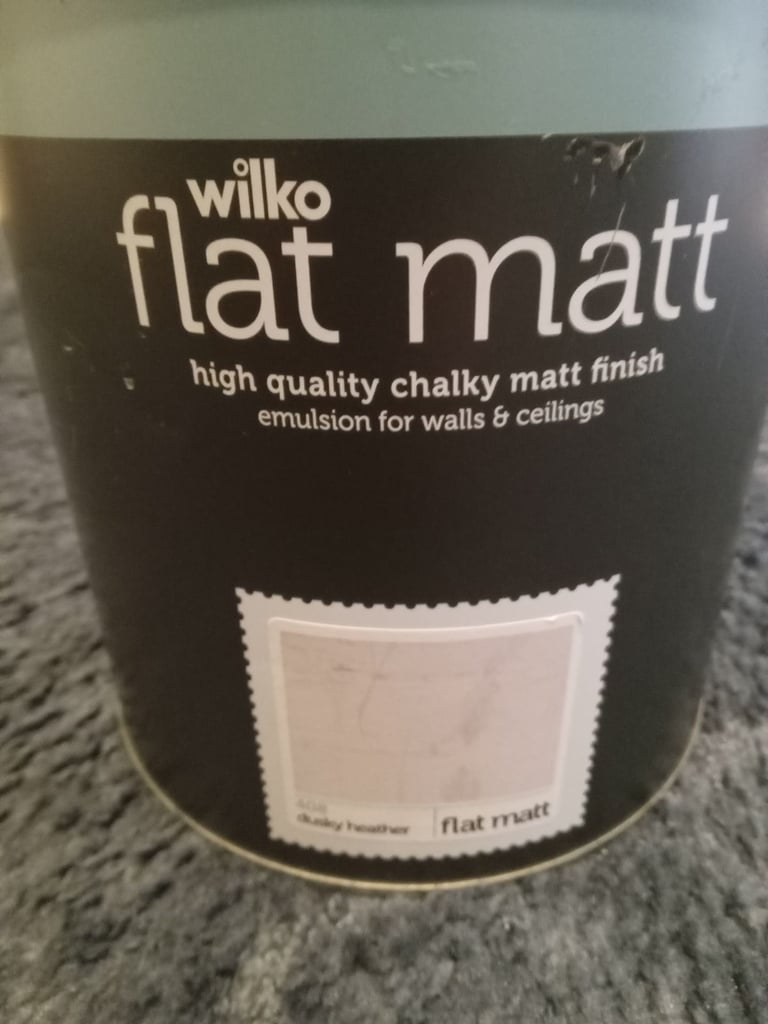 wilko
flat matt
high quality chalky matt finish
emulsion for walls & ceilings
dusky heather
flat matt